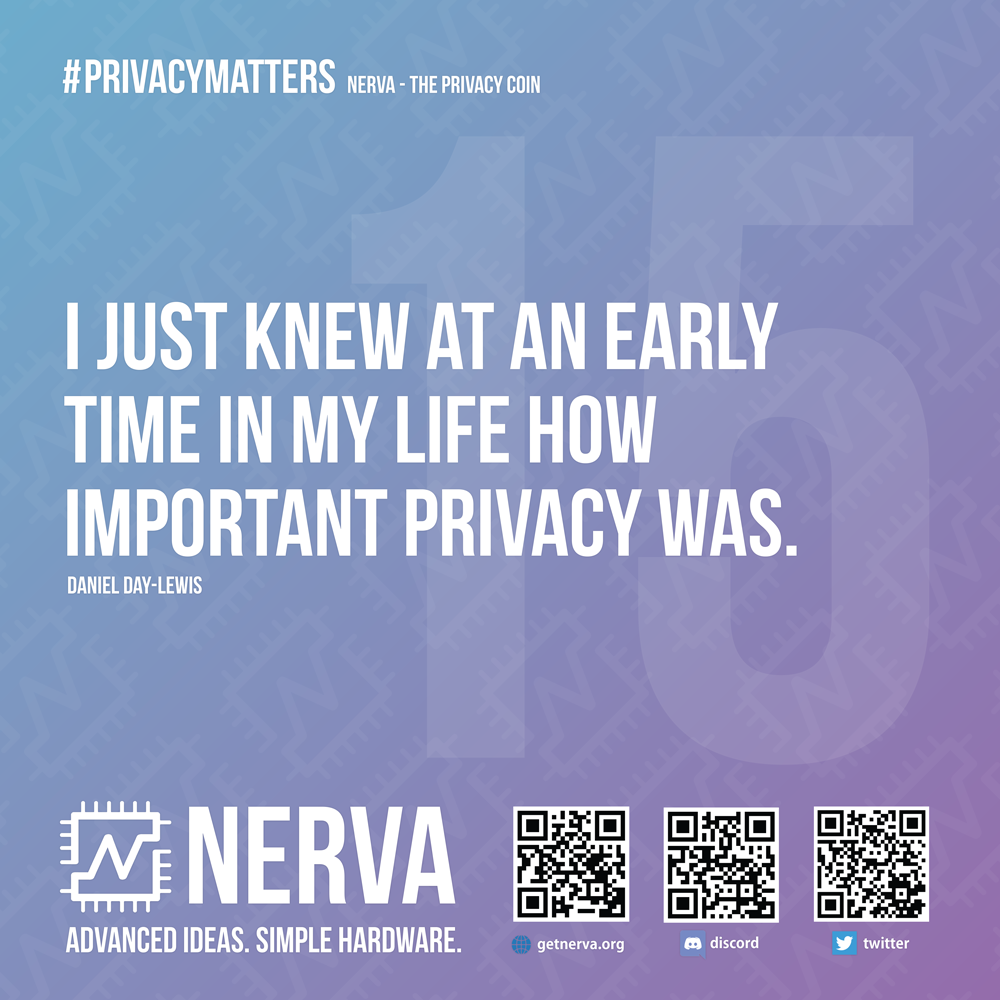 #PRIVACYMATTERS NERVA - THE PRIVACY COIN
15
I JUST KNEW AT AN EARLY
TIME IN MY LIFE HOW
IMPORTANT PRIVACY WAS.
DANIEL DAY-LEWIS
NERVA
ADVANCED IDEAS. SIMPLE HARDWARE.
getnerva.org discord twitter